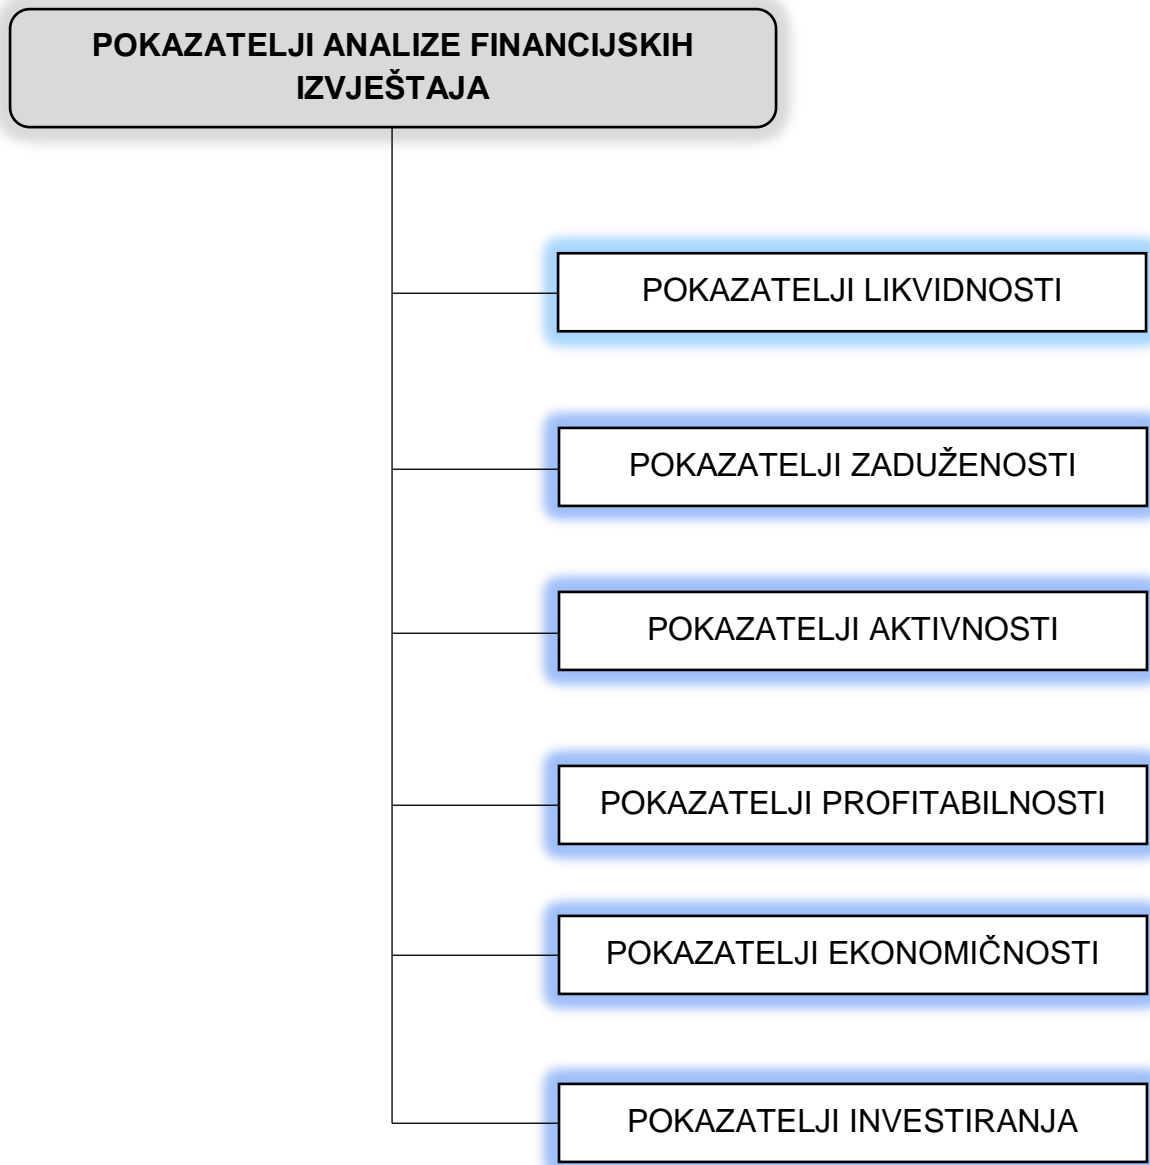 POKAZATELJI ANALIZE FINANCIJSKIH
IZVJEŠTAJA
POKAZATELJI LIKVIDNOSTI
POKAZATELJI ZADUŽENOSTI
POKAZATELJI AKTIVNOSTI
POKAZATELJI PROFITABILNOSTI
POKAZATELJI EKONOMIČNOSTI
POKAZATELJI INVESTIRANJA